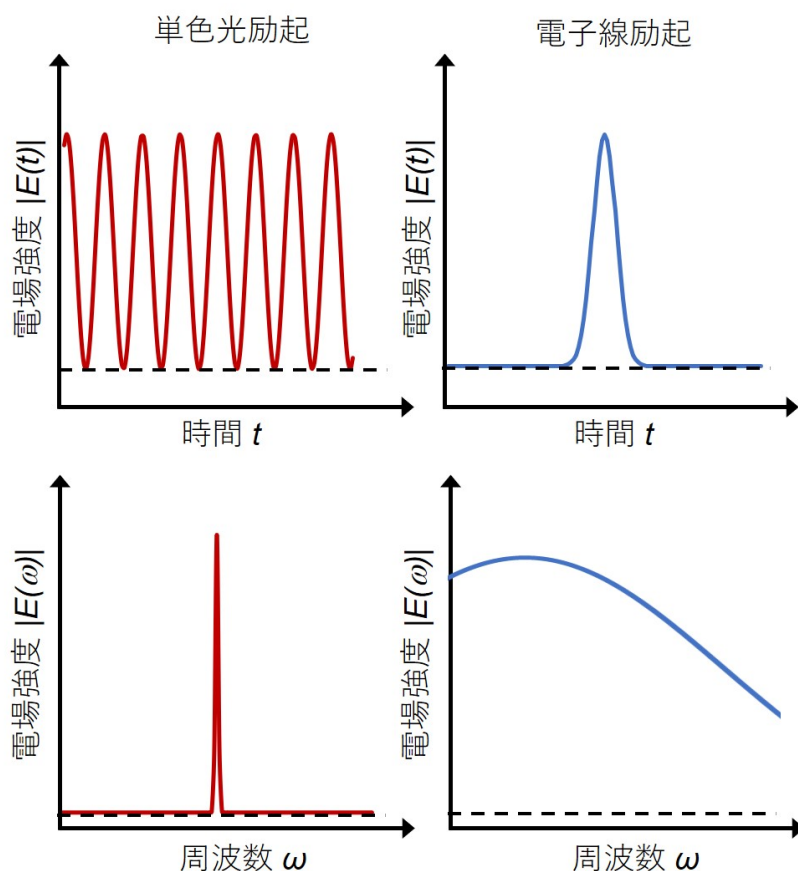 単色光励起
電子線励起
電場強度 |E(t)|
時間 t
電場強度 |E(t)|
時間 t
電場強度 |E(ω)|
周波数 ω
電場強度 |E(ω)|
周波数 ω